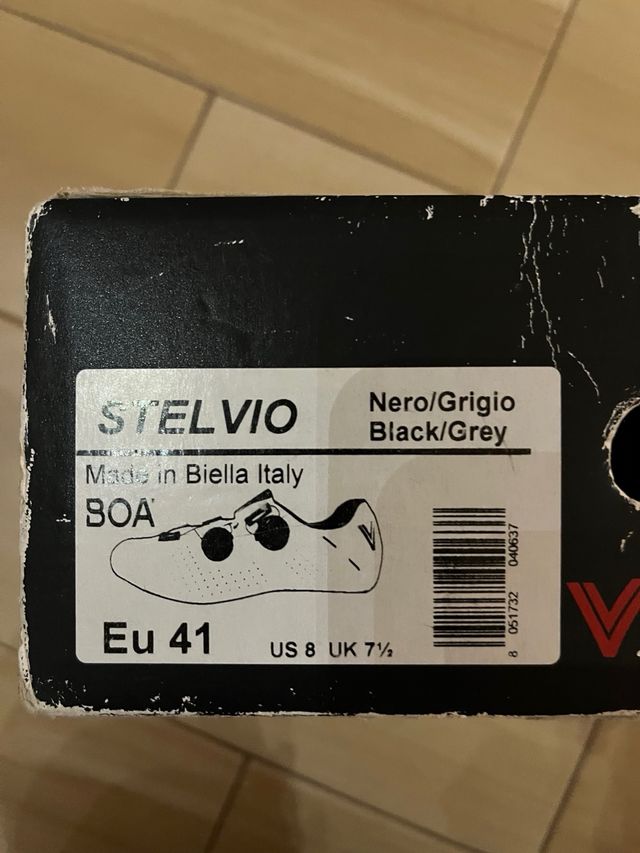 STELVIO
Nero/Grigio
Black/Grey
Made in Biella Italy
BOA
Eu 41
US 8 UK 7½
8 051732 040637
V